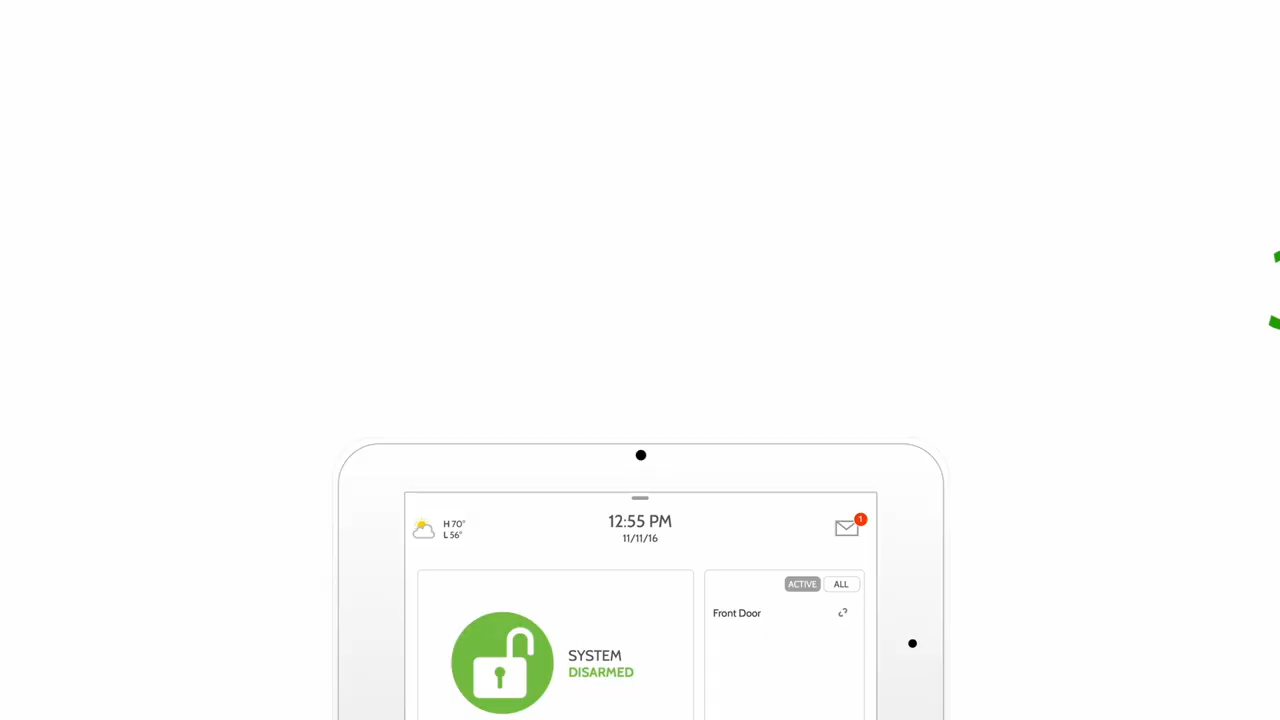 H 70°
L 56°
12:55 PM
11/11/16
1
ACTIVE
ALL
Front Door
SYSTEM
DISARMED